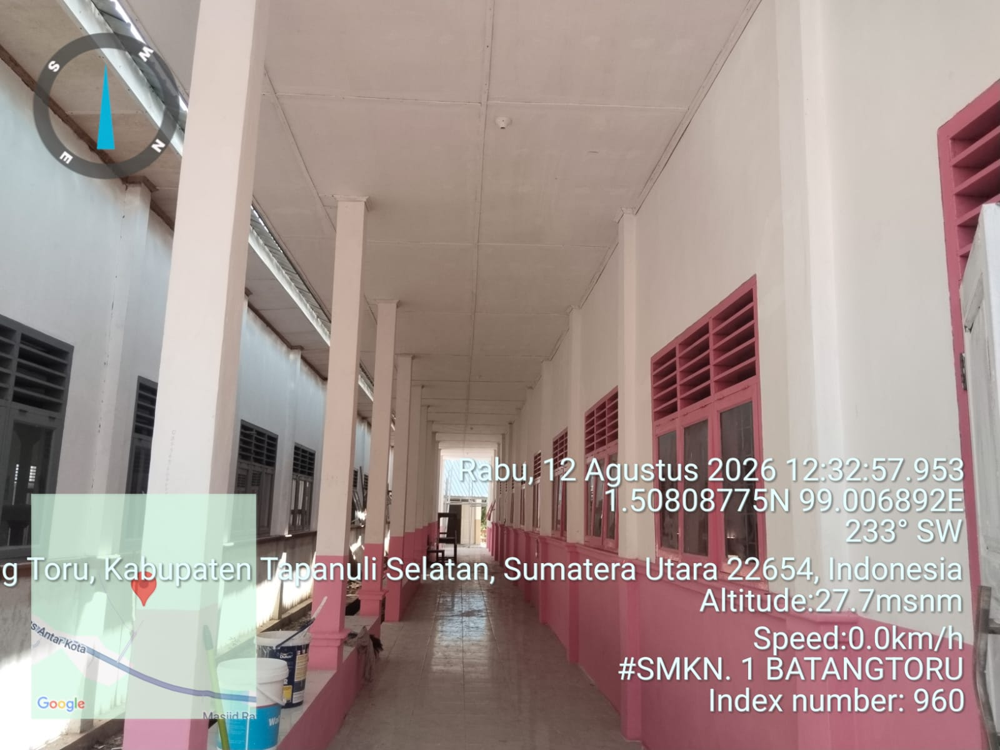 S
W
N
E
Rabu, 12 Agustus 2026 12:32:57.953
1.50808775N 99.006892E
233° SW
g Toru, Kabupaten Tapanuli Selatan, Sumatera Utara 22654, Indonesia
Altitude:27.7msnm
Speed:0.0km/h
#SMKN. 1 BATANGTORU
Index number: 960
Antar Kota
Google
Masjid Ra
Dulux